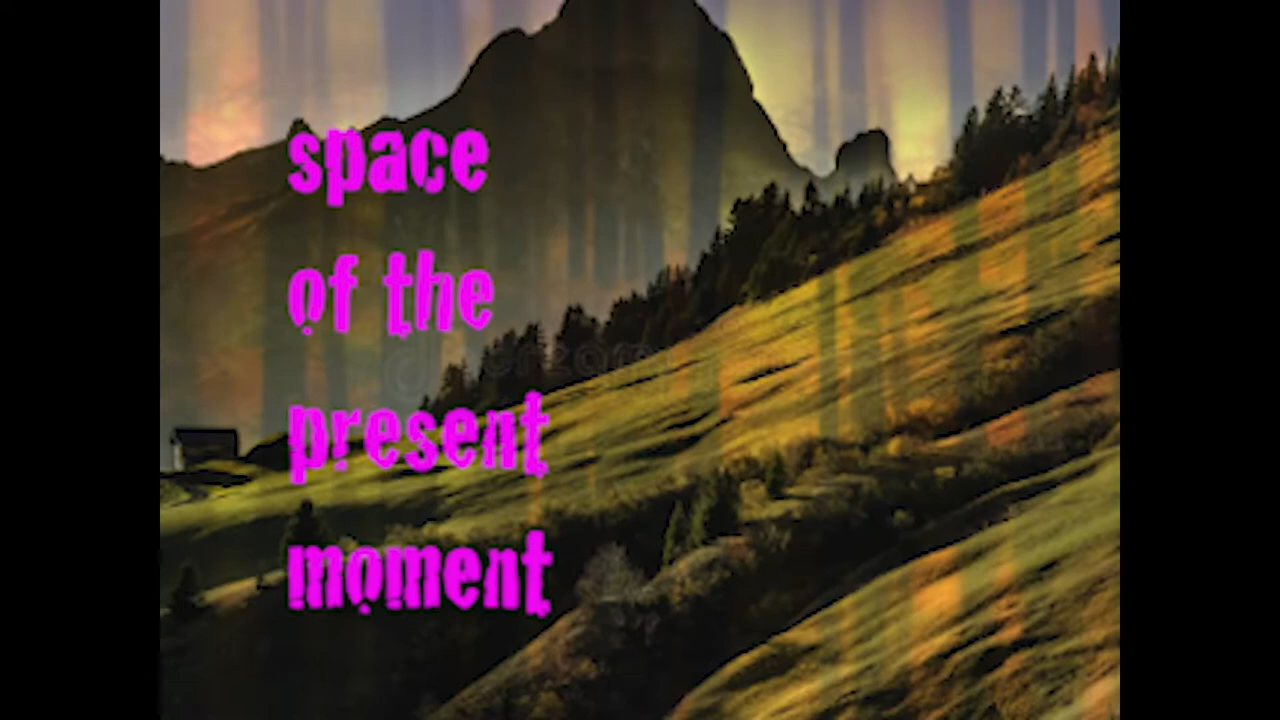 space
of the
present
moment